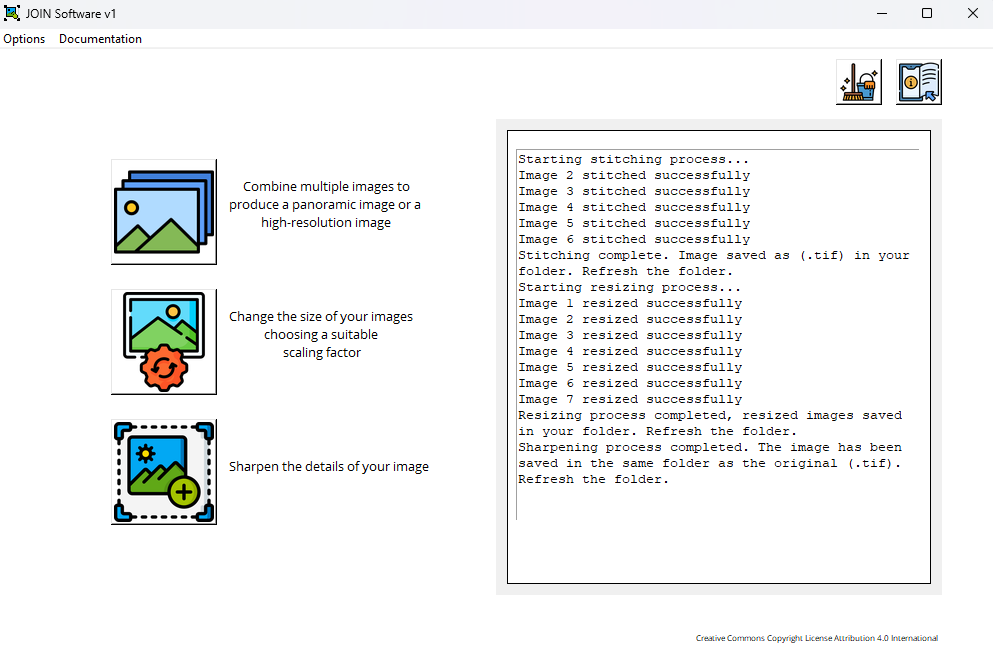 JOIN Software v1
Options Documentation
Combine multiple images to
produce a panoramic image or a
high-resolution image
Change the size of your images
choosing a suitable
scaling factor
Sharpen the details of your image
Starting stitching process...
Image 2 stitched successfully
Image 3 stitched successfully
Image 4 stitched successfully
Image 5 stitched successfully
Image 6 stitched successfully
Stitching complete. Image saved as (.tif) in your
folder. Refresh the folder.
Starting resizing process...
Image 1 resized successfully
Image 2 resized successfully
Image 3 resized successfully
Image 4 resized successfully
Image 5 resized successfully
Image 6 resized successfully
Image 7 resized successfully
Resizing process completed, resized images saved
in your folder. Refresh the folder.
Sharpening process completed. The image has been
saved in the same folder as the original (.tif).
Refresh the folder.
Creative Commons Copyright License Attribution 4.0 International